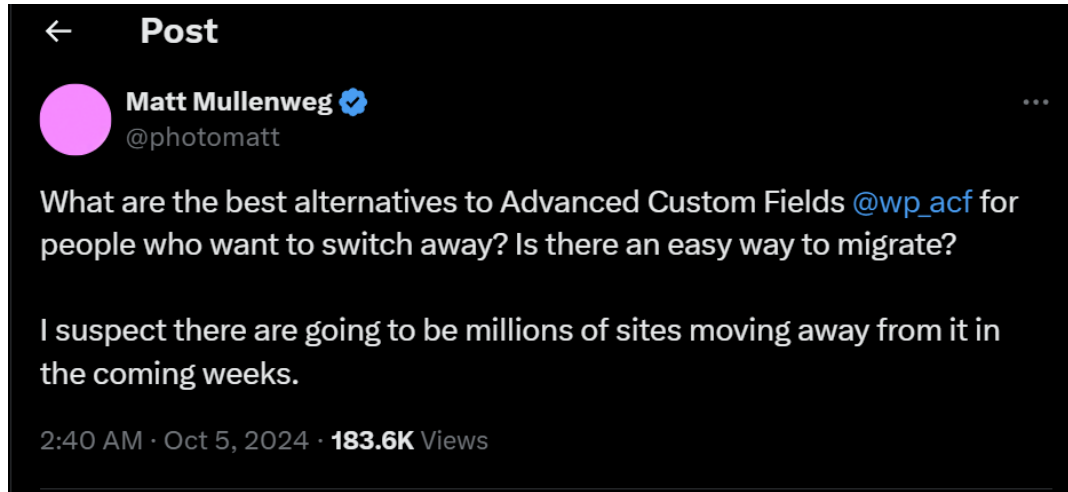 Post
Matt Mullenweg
@photomatt
What are the best alternatives to Advanced Custom Fields @wp_acf for
people who want to switch away? Is there an easy way to migrate?
I suspect there are going to be millions of sites moving away from it in
the coming weeks.
2:40 AM · Oct 5, 2024 · 183.6K Views